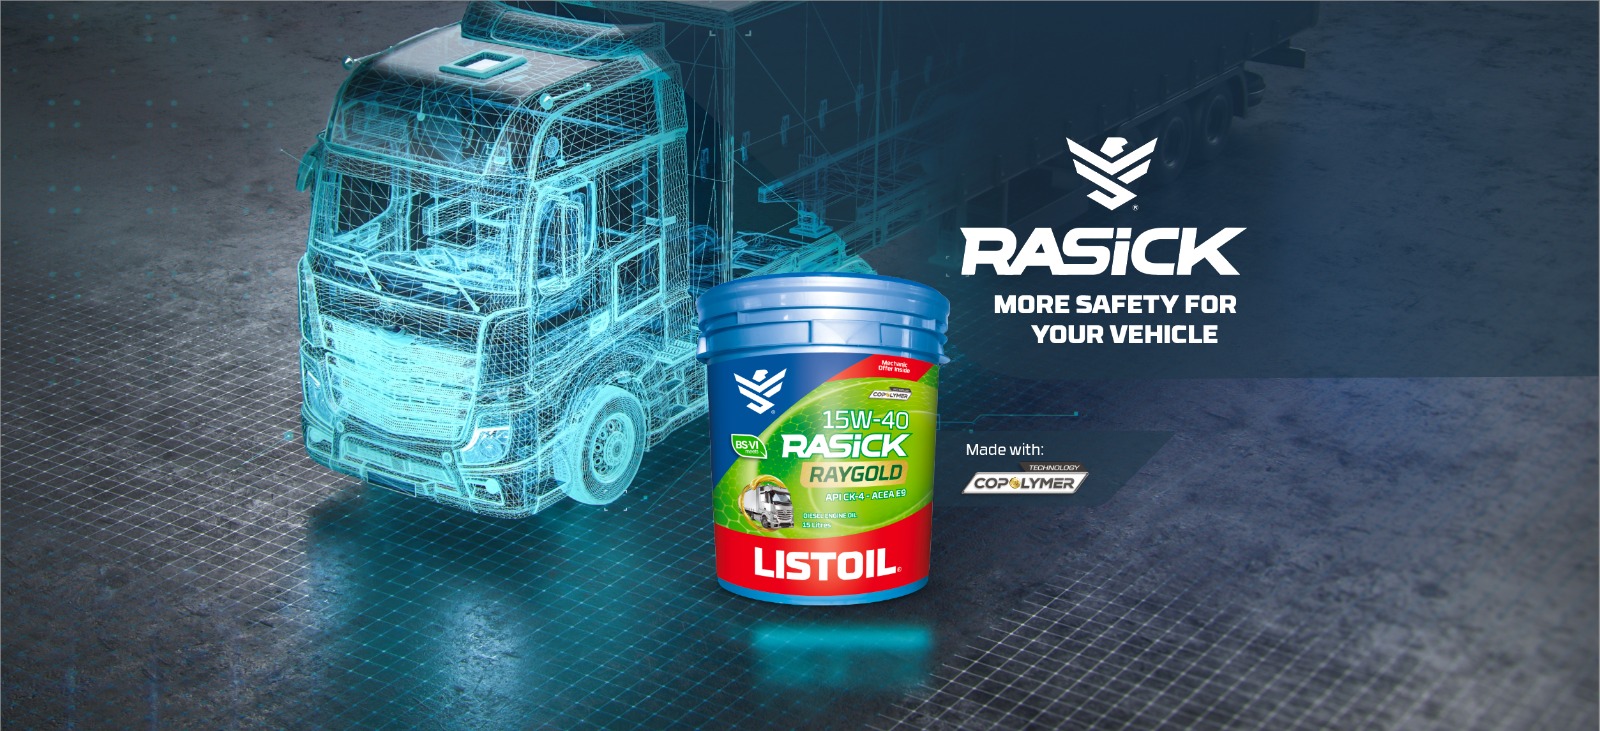 RASiCK
MORE SAFETY FOR
YOUR VEHICLE
Made with:
TECHNOLOGY
COPOLYMER
Mechanic
Offer Inside
COPOLYMER
15W-40
BS-VI
RASiCK
RAYGOLD
API CK-4 - ACEA E9
DIESEL ENGINE OIL
15 Litres
LISTOIL